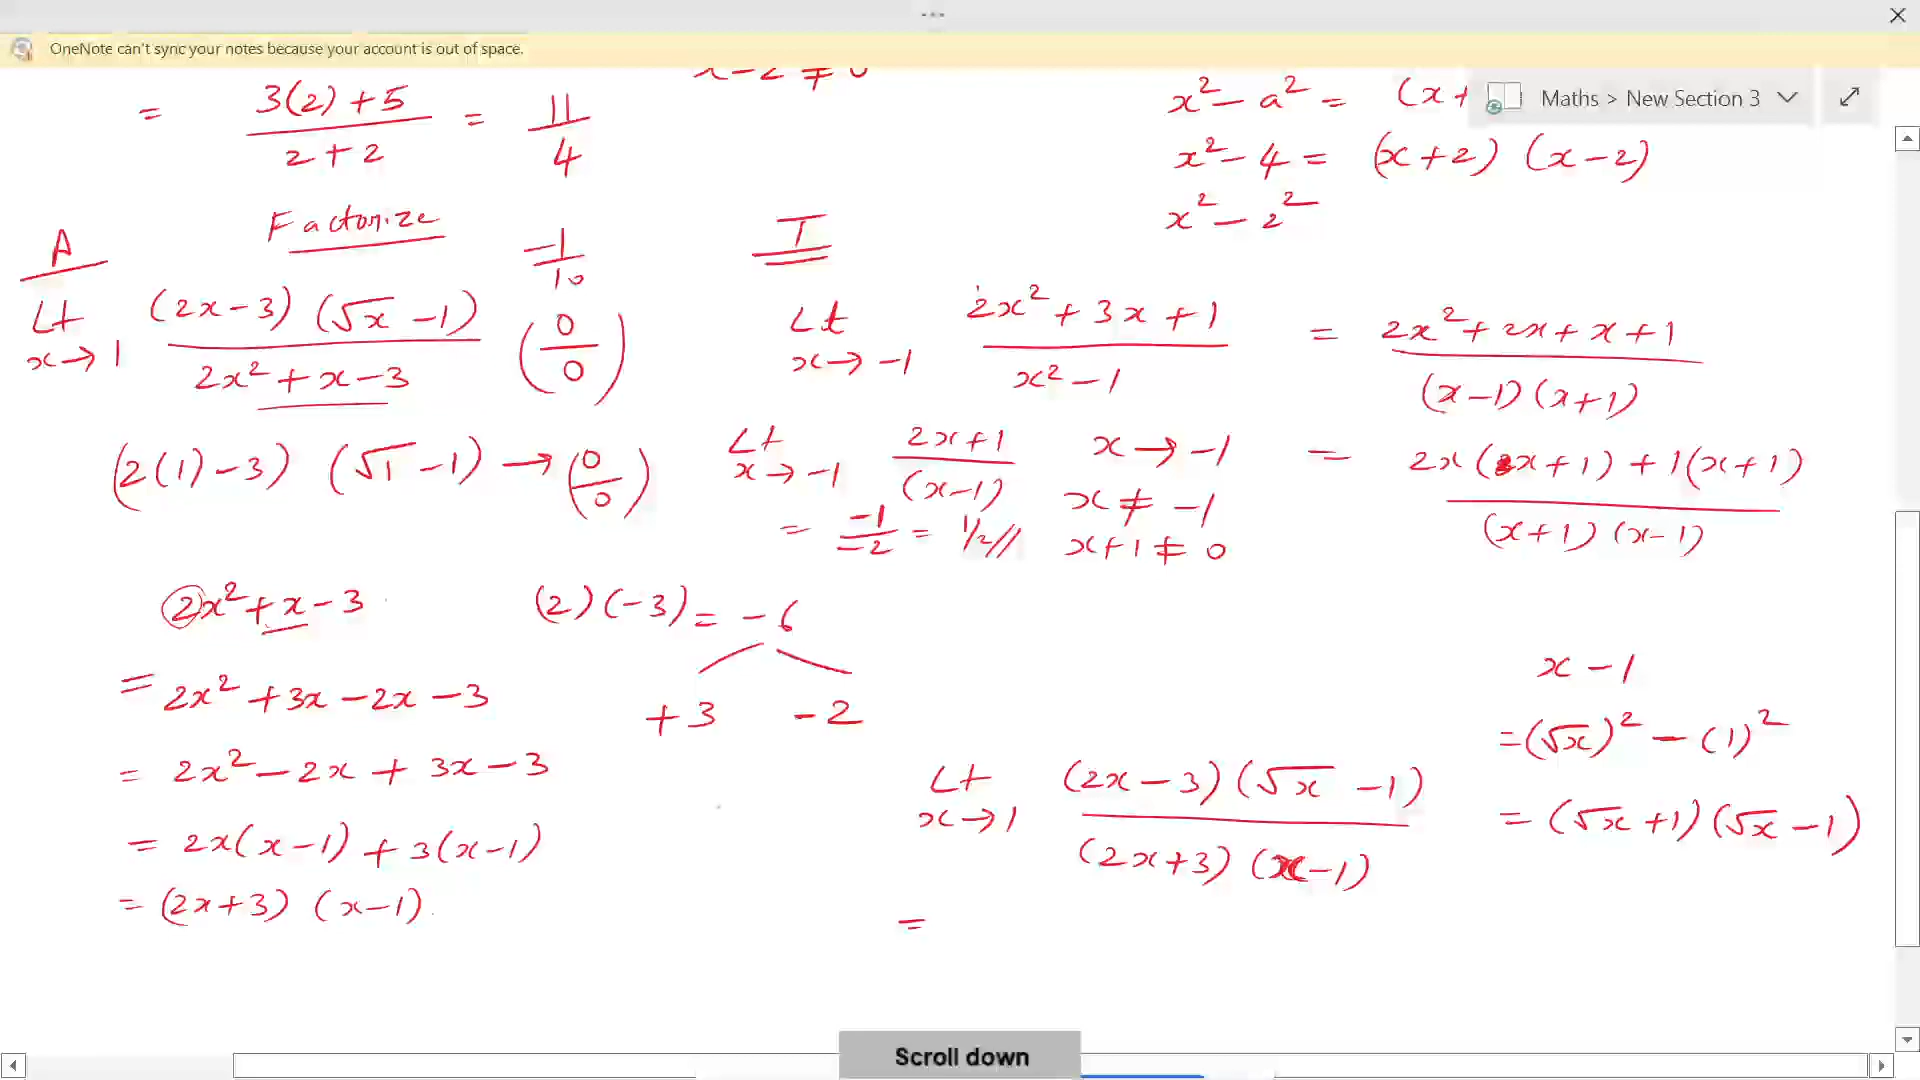 OneNote can't sync your notes because your account is out of space.
Maths > New Section 3
= 3(2)+5 / 2+2 = 11/4
x-2 ≠ 0
x² - a² = (x+
x² - 4 = (x+2) (x-2)
x² - 2²
Factorize
A
-1/10
Lt x→1 (2x-3) (√x -1) / 2x²+x-3 (0/0)
(2(1)-3) (√1 -1) → (0/0)
I
Lt x→-1 2x²+3x+1 / x²-1 = 2x²+2x+x+1 / (x-1)(x+1)
Lt x→-1 2x+1 / (x-1) x→-1 = 2x(x+1)+1(x+1) / (x+1)(x-1)
x ≠ -1
= -1/-2 = 1/2// x+1 ≠ 0
2x²+x-3 (2)(-3) = -6
= 2x²+3x-2x-3 +3 -2
= 2x²-2x+3x-3
= 2x(x-1)+3(x-1)
= (2x+3) (x-1)
x-1
= (√x)² - (1)²
= (√x+1)(√x-1)
Lt x→1 (2x-3)(√x -1) / (2x+3)(x-1)
=
Scroll down